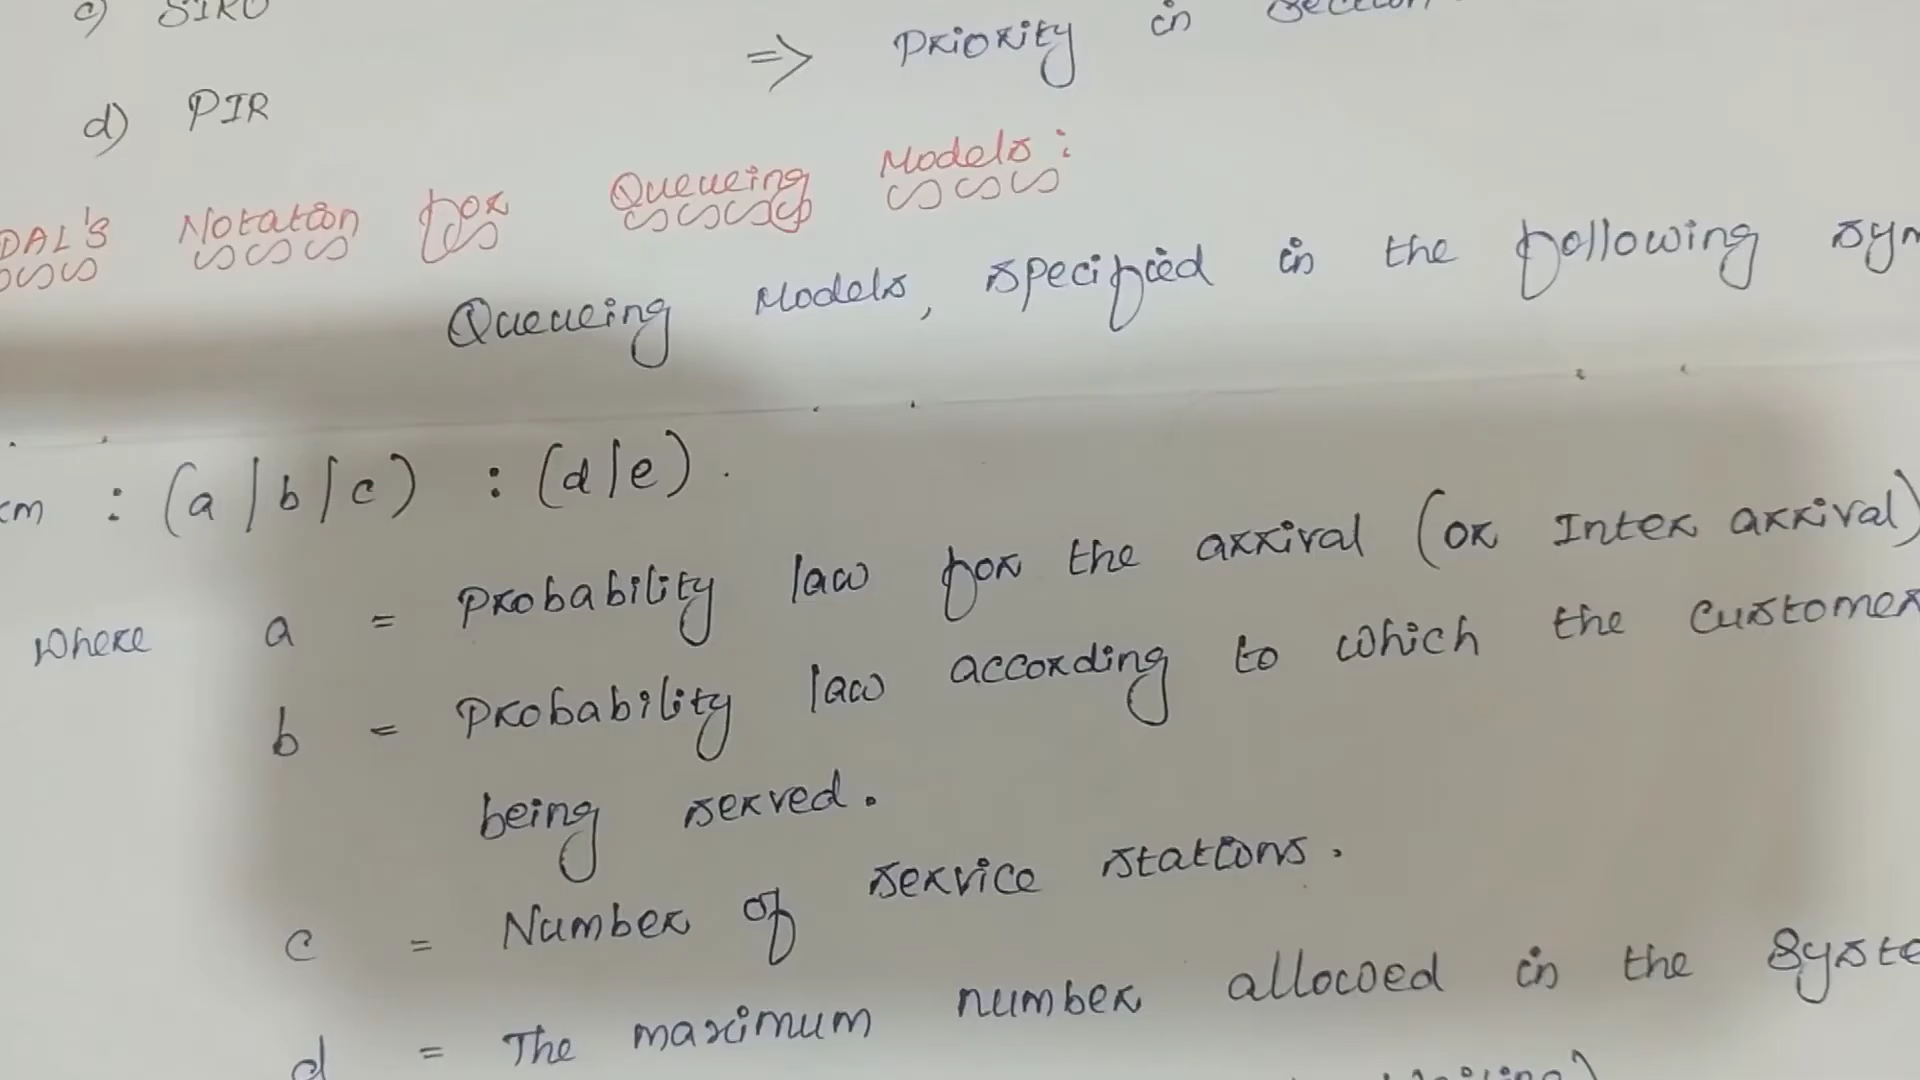 c) SIRO
=> Priority in
d) PIR
DAL's Notation for Queueing Models:
Queueing Models, specified in the following sym
: (a/b/c) : (d/e).
where a = Probability law for the arrival (or Inter arrival)
b = Probability law according to which the customer
being served.
c = Number of service stations.
d = The maximum number allowed in the Syste